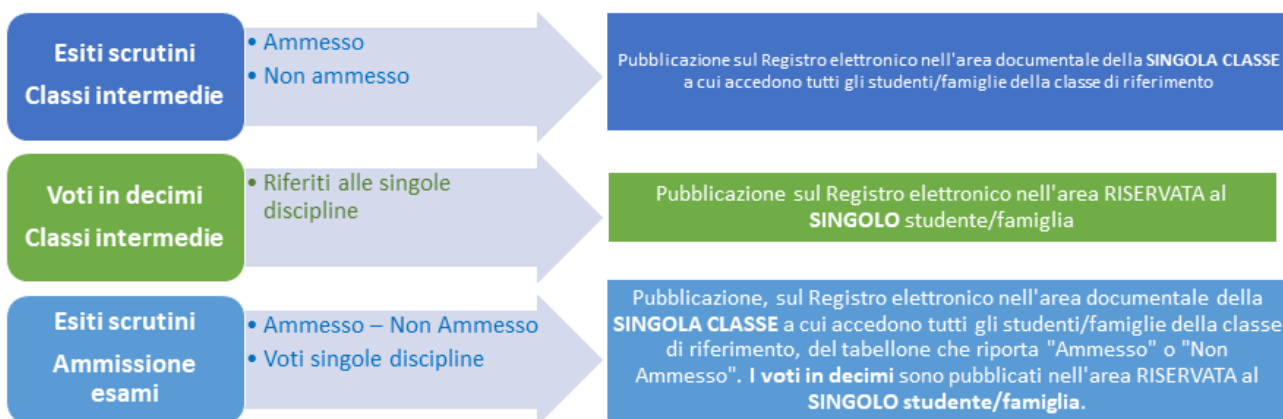 Esiti scrutini
Classi intermedie
• Ammesso
• Non ammesso
Pubblicazione sul Registro elettronico nell'area documentale della SINGOLA CLASSE
a cui accedono tutti gli studenti/famiglie della classe di riferimento
Voti in decimi
Classi intermedie
• Riferiti alle singole
discipline
Pubblicazione sul Registro elettronico nell'area RISERVATA al
SINGOLO studente/famiglia
Esiti scrutini
Ammissione
esami
• Ammesso – Non Ammesso
• Voti singole discipline
Pubblicazione, sul Registro elettronico nell'area documentale della
SINGOLA CLASSE a cui accedono tutti gli studenti/famiglie della classe
di riferimento, del tabellone che riporta "Ammesso" o "Non
Ammesso". I voti in decimi sono pubblicati nell'area RISERVATA al
SINGOLO studente/famiglia.